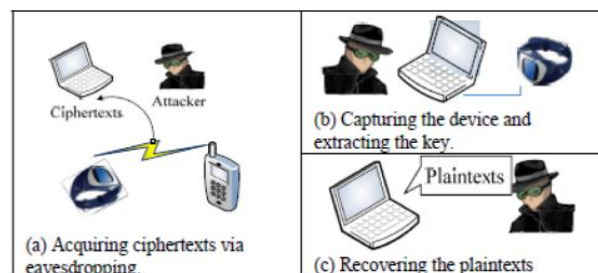 Ciphertexts
Attacker
(a) Acquiring ciphertexts via
eavesdropping.
(b) Capturing the device and
extracting the key.
Plaintexts
(c) Recovering the plaintexts